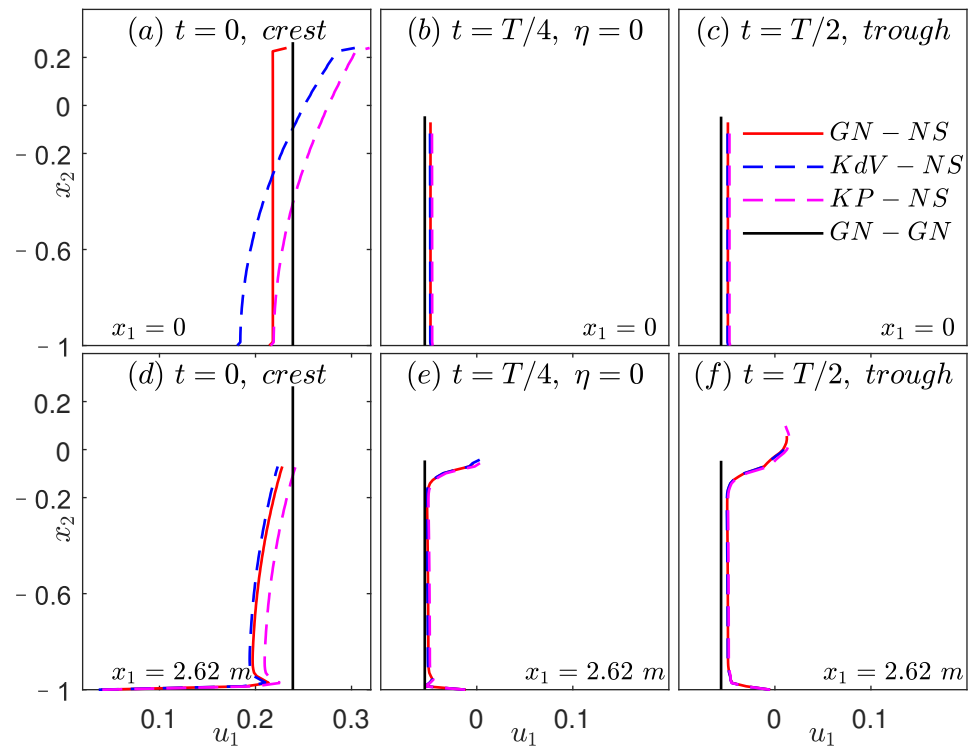 (a) t = 0, crest
(b) t = T/4, η = 0
(c) t = T/2, trough
0.2
0
− 0.2
− 0.6
− 1
x₂
GN − NS
KdV − NS
KP − NS
GN − GN
x₁ = 0
x₁ = 0
x₁ = 0
(d) t = 0, crest
(e) t = T/4, η = 0
(f) t = T/2, trough
0.2
0
− 0.2
− 0.6
− 1
x₂
x₁ = 2.62 m
x₁ = 2.62 m
x₁ = 2.62 m
0.1 0.2 0.3
0 0.1
0 0.1
u₁
u₁
u₁